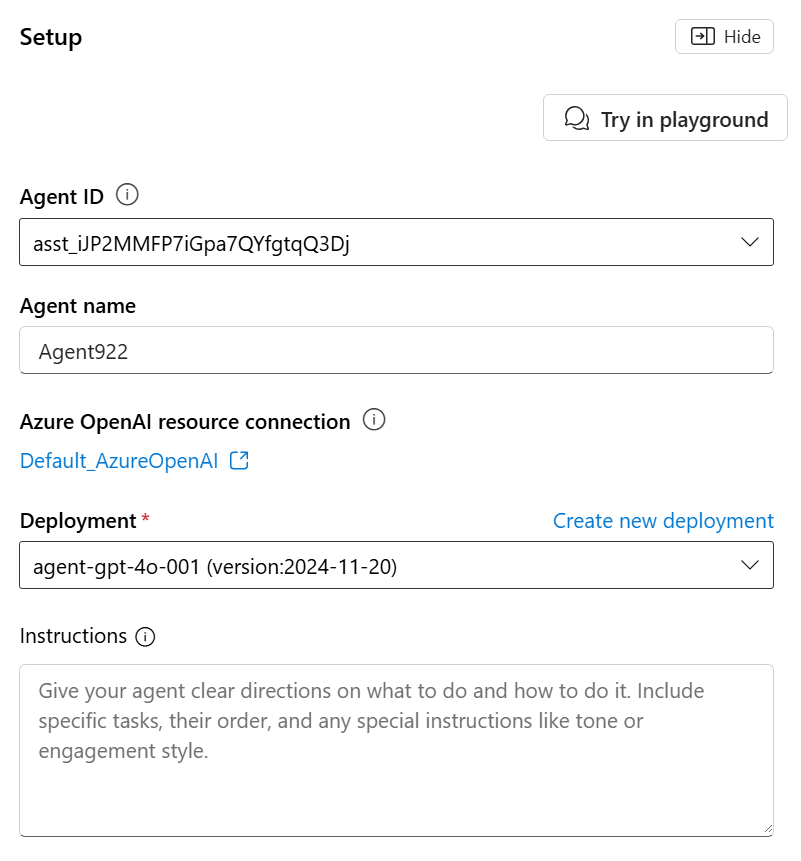 Setup
Hide
Try in playground
Agent ID
asst_iJP2MMFP7iGpa7QYfgtqQ3Dj
Agent name
Agent922
Azure OpenAI resource connection
Default_AzureOpenAI
Deployment *
Create new deployment
agent-gpt-4o-001 (version:2024-11-20)
Instructions
Give your agent clear directions on what to do and how to do it. Include
specific tasks, their order, and any special instructions like tone or
engagement style.